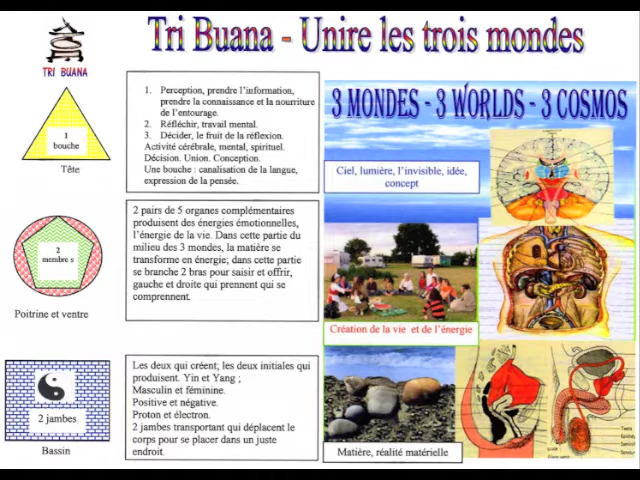 Tri Buana - Unire les trois mondes
TRI BUANA
1
bouche
Tête
1. Perception, prendre l'information,
prendre la connaissance et la nourriture
de l'entourage.
2. Réfléchir, travail mental.
3. Décider, le fruit de la réflexion.
Activité cérébrale, mental, spirituel.
Décision. Union. Conception.
Une bouche : canalisation de la langue,
expression de la pensée.
3 MONDES - 3 WORLDS - 3 COSMOS
Ciel, lumière, l'invisible, idée,
concept
2
membre s
Poitrine et ventre
2 pairs de 5 organes complémentaires
produisent des énergies émotionnelles,
l'énergie de la vie. Dans cette partie du
milieu des 3 mondes, la matière se
transforme en énergie; dans cette partie
se branche 2 bras pour saisir et offrir,
gauche et droite qui prennent qui se
comprennent.
Création de la vie et de l'énergie
2 jambes
Bassin
Les deux qui créent; les deux initiales qui
produisent. Yin et Yang ;
Masculin et féminine.
Positive et négative.
Proton et électron.
2 jambes transportant qui déplacent le
corps pour se placer dans un juste
endroit.
Matière, réalité matérielle